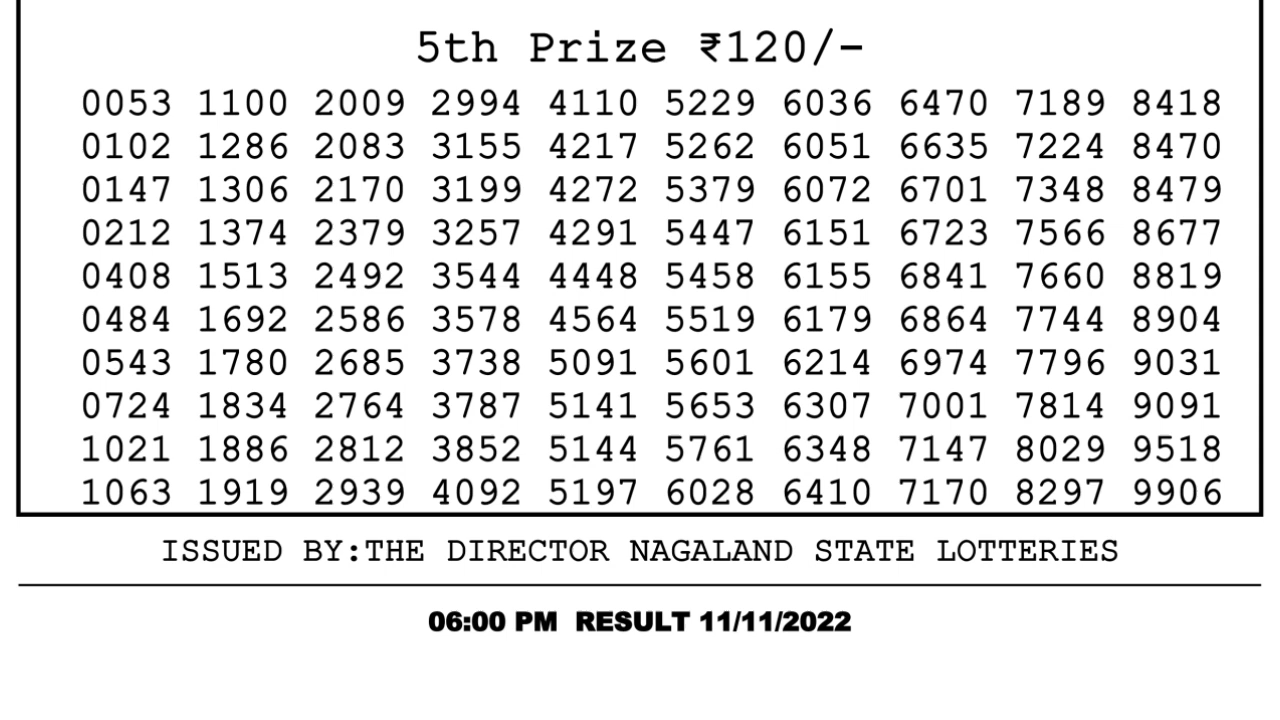 5th Prize ₹120/-
0053 1100 2009 2994 4110 5229 6036 6470 7189 8418
0102 1286 2083 3155 4217 5262 6051 6635 7224 8470
0147 1306 2170 3199 4272 5379 6072 6701 7348 8479
0212 1374 2379 3257 4291 5447 6151 6723 7566 8677
0408 1513 2492 3544 4448 5458 6155 6841 7660 8819
0484 1692 2586 3578 4564 5519 6179 6864 7744 8904
0543 1780 2685 3738 5091 5601 6214 6974 7796 9031
0724 1834 2764 3787 5141 5653 6307 7001 7814 9091
1021 1886 2812 3852 5144 5761 6348 7147 8029 9518
1063 1919 2939 4092 5197 6028 6410 7170 8297 9906
ISSUED BY:THE DIRECTOR NAGALAND STATE LOTTERIES
06:00 PM RESULT 11/11/2022